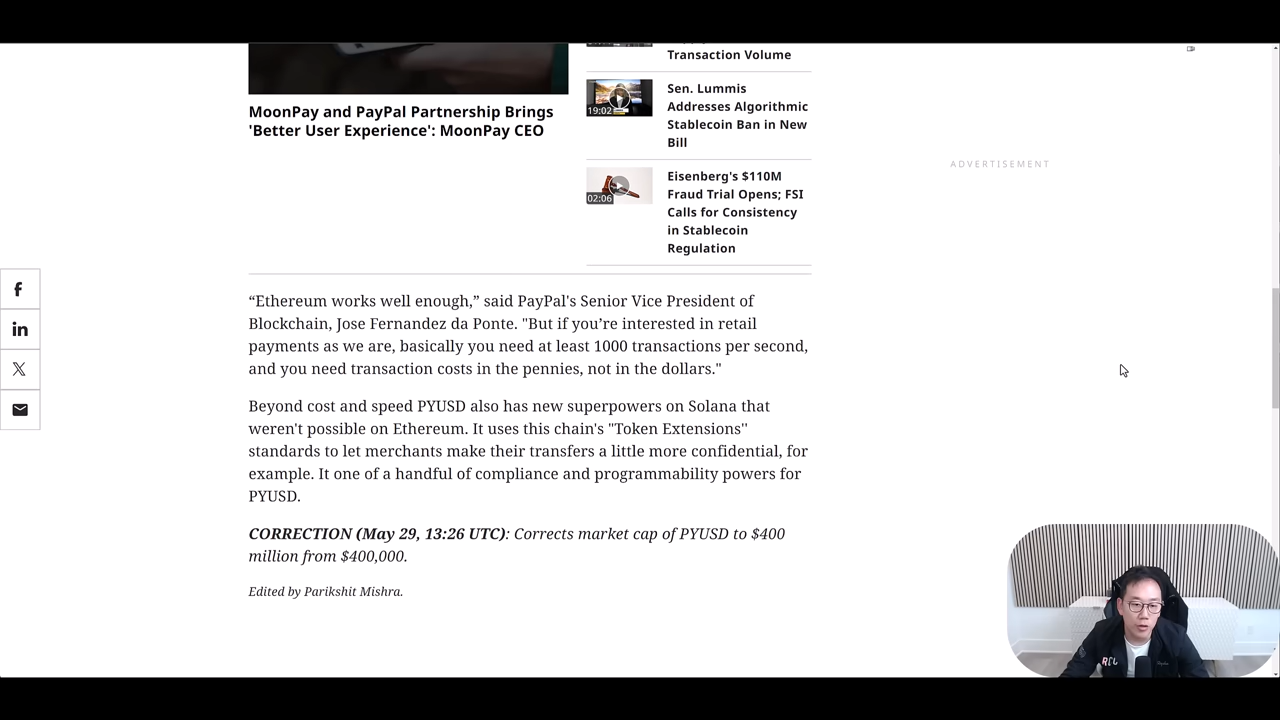 MoonPay and PayPal Partnership Brings
'Better User Experience': MoonPay CEO
Transaction Volume
19:02
Sen. Lummis
Addresses Algorithmic
Stablecoin Ban in New
Bill
02:06
Eisenberg's $110M
Fraud Trial Opens; FSI
Calls for Consistency
in Stablecoin
Regulation
ADVERTISEMENT
“Ethereum works well enough,” said PayPal's Senior Vice President of
Blockchain, Jose Fernandez da Ponte. "But if you’re interested in retail
payments as we are, basically you need at least 1000 transactions per second,
and you need transaction costs in the pennies, not in the dollars."
Beyond cost and speed PYUSD also has new superpowers on Solana that
weren't possible on Ethereum. It uses this chain's "Token Extensions''
standards to let merchants make their transfers a little more confidential, for
example. It one of a handful of compliance and programmability powers for
PYUSD.
CORRECTION (May 29, 13:26 UTC): Corrects market cap of PYUSD to $400
million from $400,000.
Edited by Parikshit Mishra.